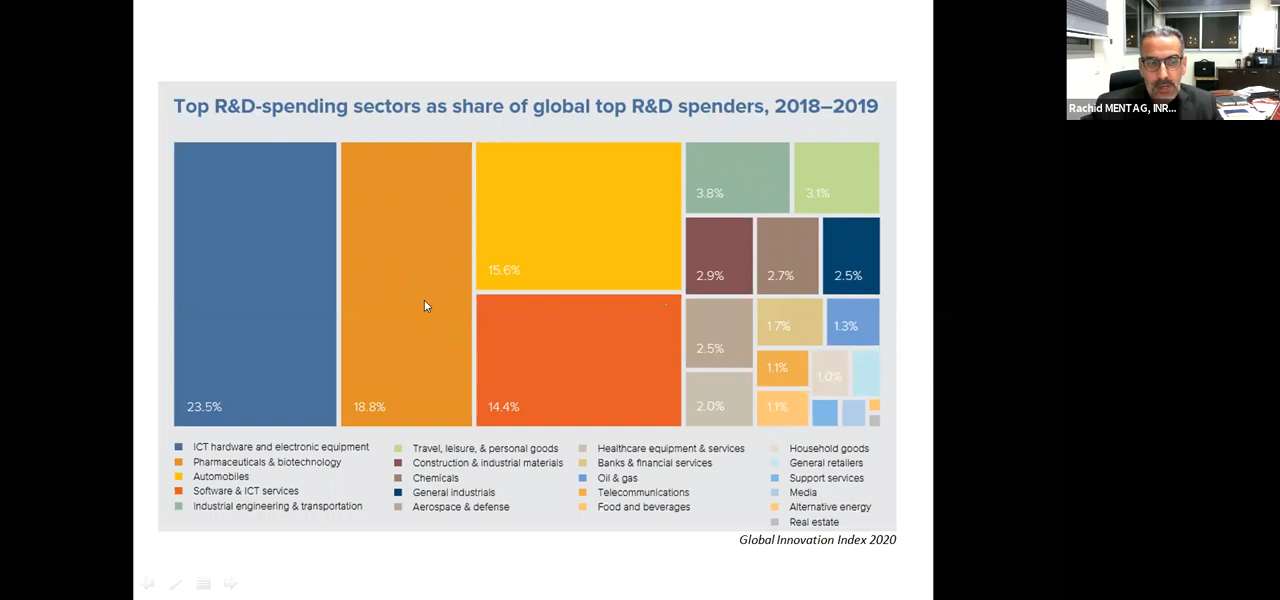 Top R&D-spending sectors as share of global top R&D spenders, 2018–2019
3.8%
3.1%
2.9%
2.7%
2.5%
15.6%
1.7%
1.3%
2.5%
1.1%
1.0%
23.5%
18.8%
14.4%
2.0%
1.1%
ICT hardware and electronic equipment
Pharmaceuticals & biotechnology
Automobiles
Software & ICT services
Industrial engineering & transportation
Travel, leisure, & personal goods
Construction & industrial materials
Chemicals
General industrials
Aerospace & defense
Healthcare equipment & services
Banks & financial services
Oil & gas
Telecommunications
Food and beverages
Household goods
General retailers
Support services
Media
Alternative energy
Real estate
Global Innovation Index 2020
Rachid MENTAG, INR...